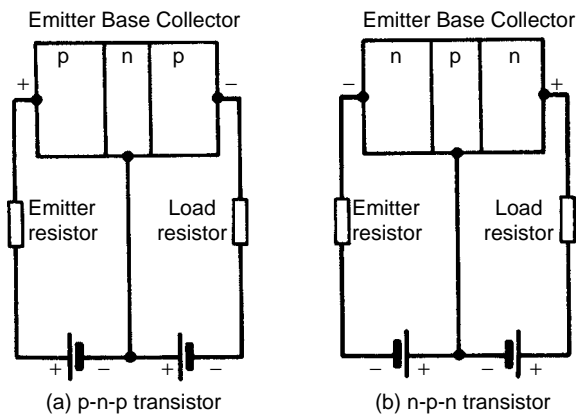 Emitter Base Collector
p n p
+ −
Emitter resistor
Load resistor
+ − + −
(a) p-n-p transistor
Emitter Base Collector
n p n
− +
Emitter resistor
Load resistor
− + − +
(b) n-p-n transistor